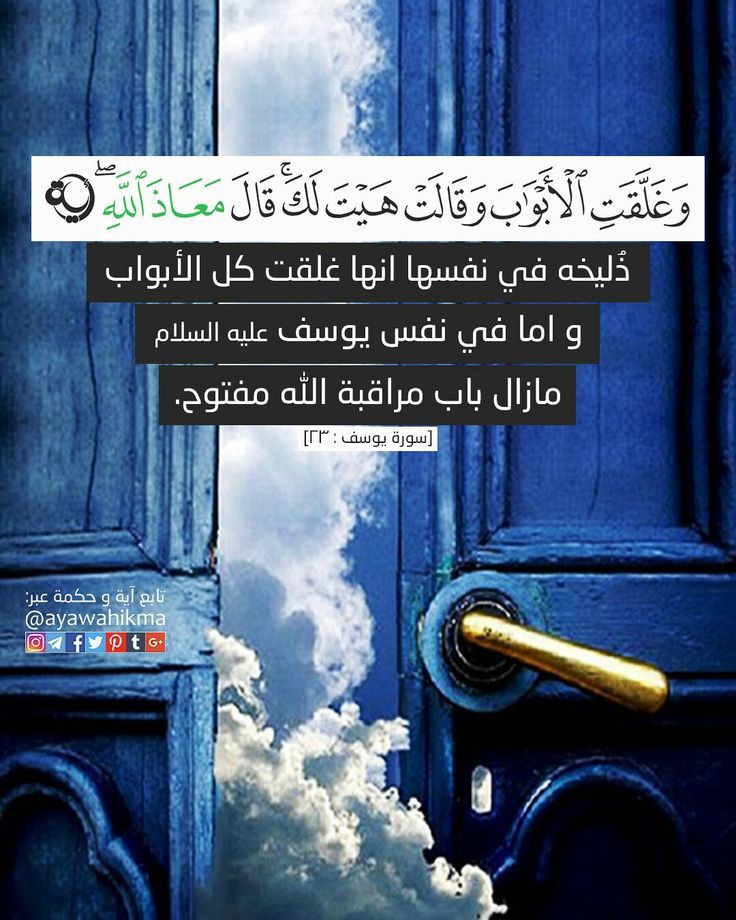 وَغَلَّقَتِ ٱلْأَبْوَٰبَ وَقَالَتْ هَيْتَ لَكَ ۚ قَالَ مَعَاذَ ٱللَّهِ ۖ
ذُليخه في نفسها انها غلقت كل الأبواب
و اما في نفس يوسف عليه السلام
مازال باب مراقبة الله مفتوح.
[سورة يوسف : ٢٣]
تابع آية و حكمة عبر:
@ayawahikma